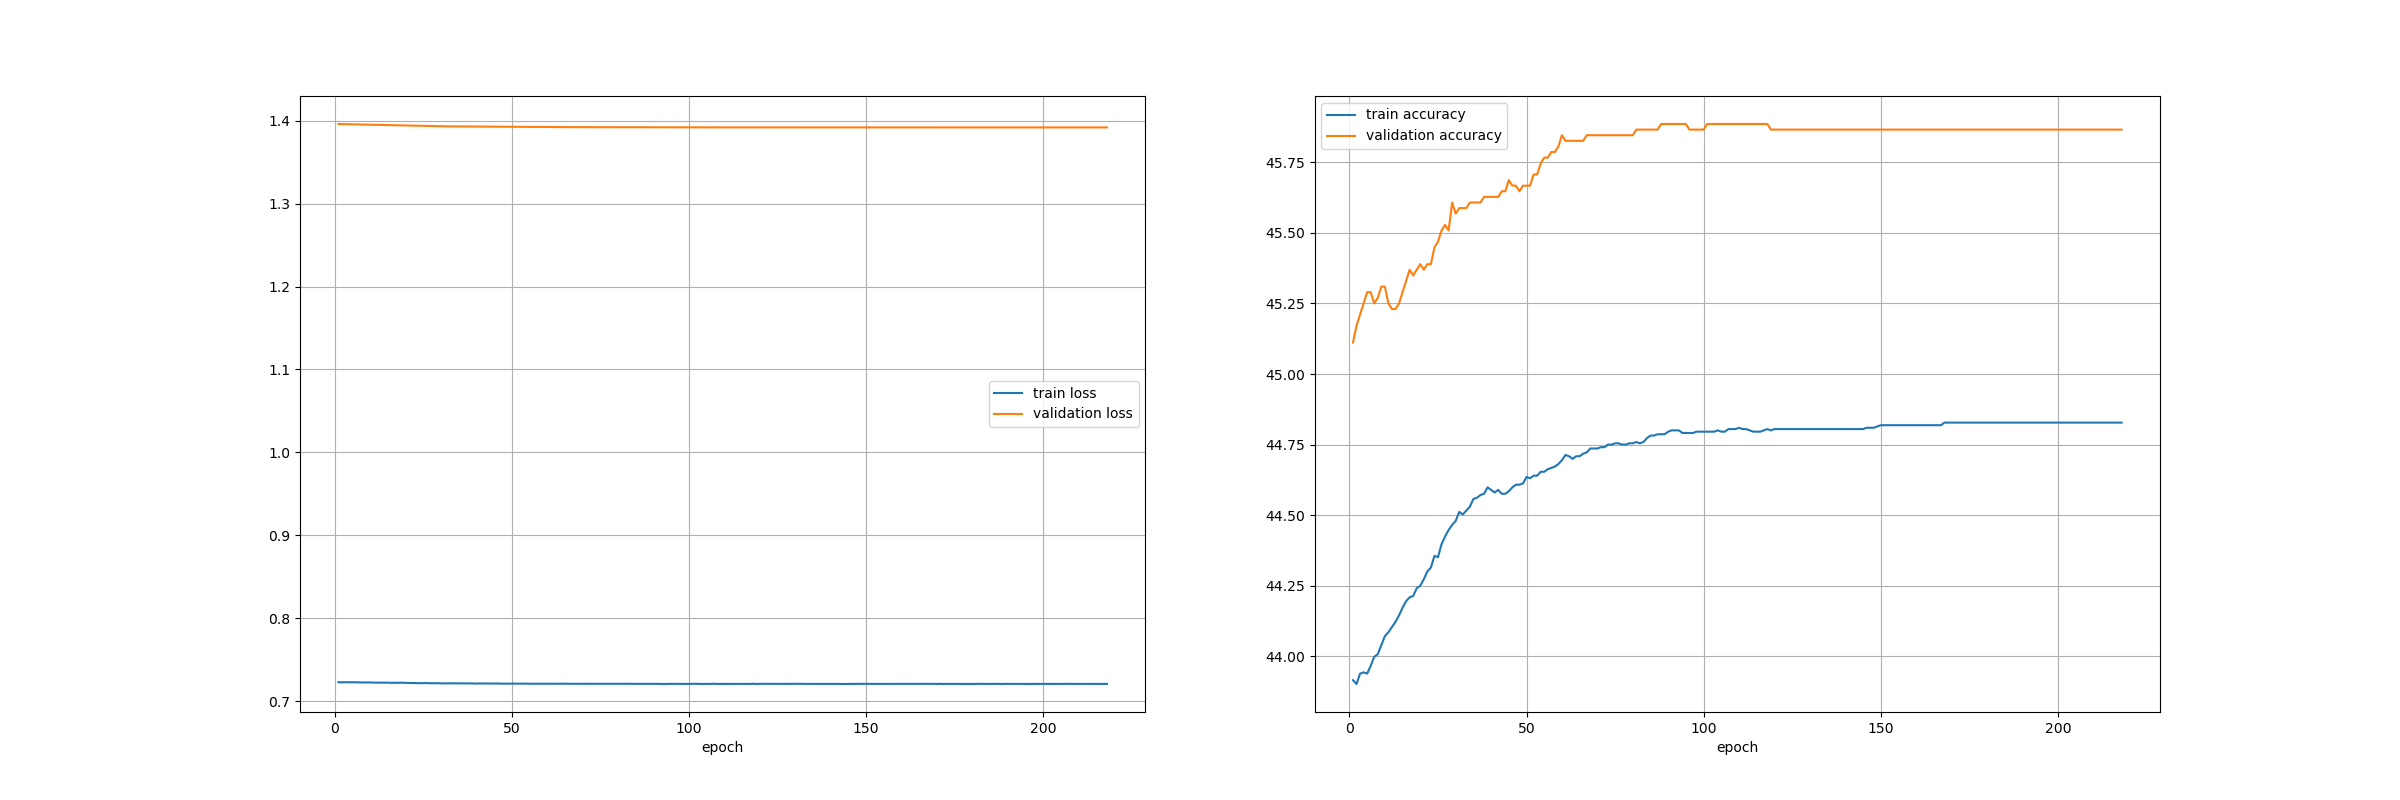 1.4
1.3
1.2
1.1
1.0
0.9
0.8
0.7
0 50 100 150 200
epoch
train loss
validation loss
45.75
45.50
45.25
45.00
44.75
44.50
44.25
44.00
0 50 100 150 200
epoch
train accuracy
validation accuracy